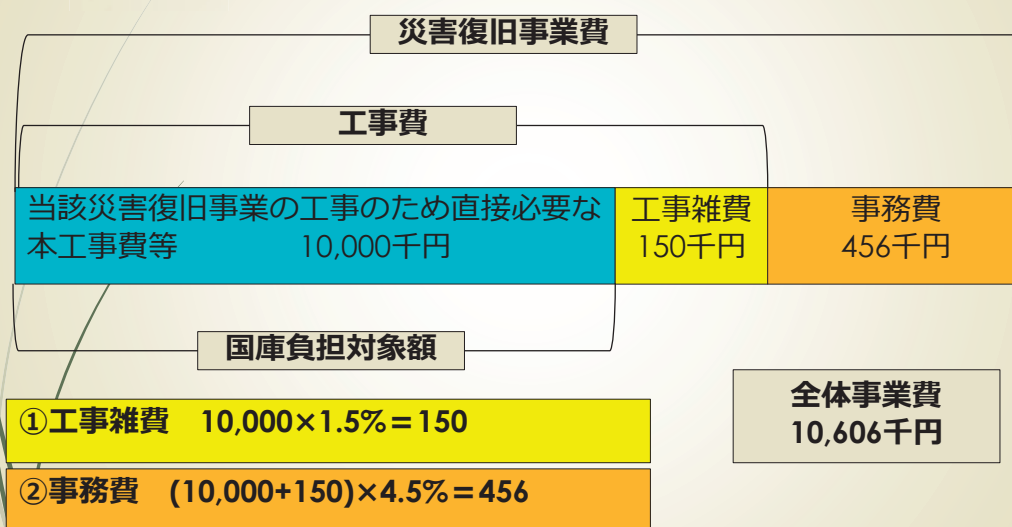 災害復旧事業費
工事費
当該災害復旧事業の工事のため直接必要な
本工事費等 10,000千円
工事雑費
150千円
事務費
456千円
国庫負担対象額
①工事雑費 10,000×1.5%=150
②事務費 (10,000+150)×4.5%=456
全体事業費
10,606千円